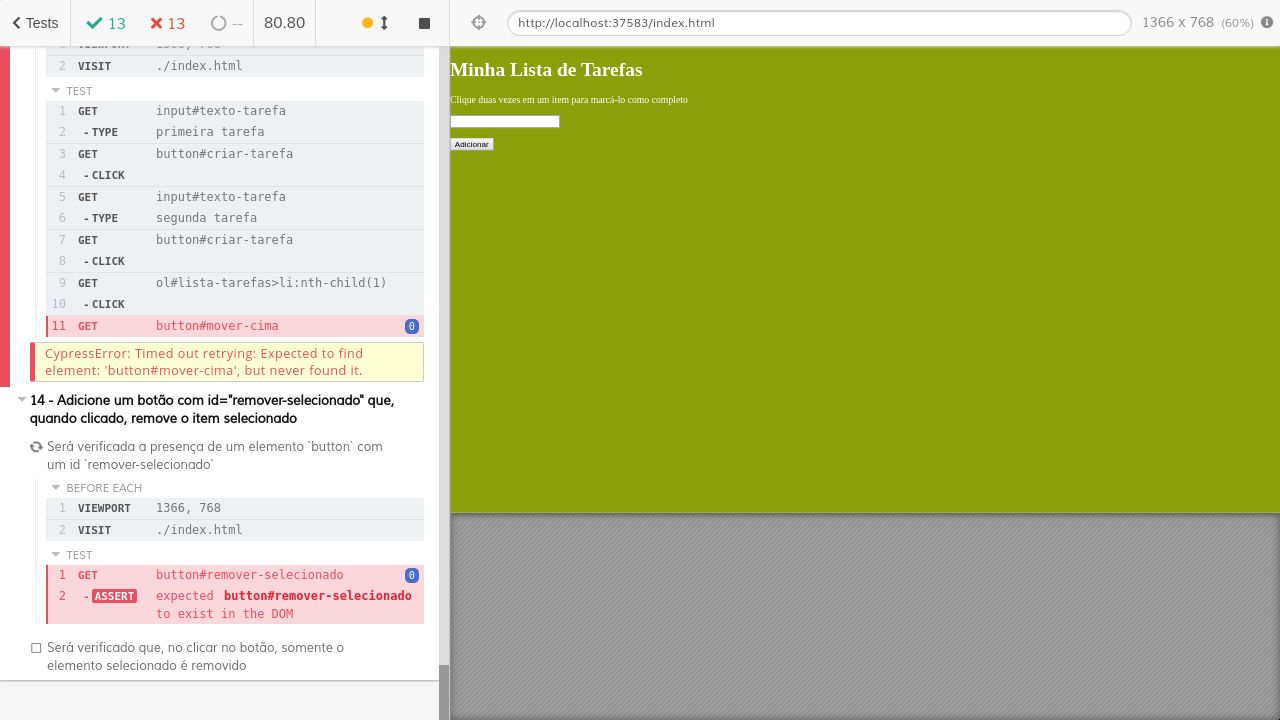 Tests 13 13 -- 80.80
http://localhost:37583/index.html 1366 x 768 (60%)
1 VIEWPORT 1366, 768
2 VISIT ./index.html
TEST
1 GET input#texto-tarefa
2 - TYPE primeira tarefa
3 GET button#criar-tarefa
4 - CLICK
5 GET input#texto-tarefa
6 - TYPE segunda tarefa
7 GET button#criar-tarefa
8 - CLICK
9 GET ol#lista-tarefas>li:nth-child(1)
10 - CLICK
11 GET button#mover-cima 0
CypressError: Timed out retrying: Expected to find
element: 'button#mover-cima', but never found it.
14 - Adicione um botão com id="remover-selecionado" que,
quando clicado, remove o item selecionado
Será verificada a presença de um elemento `button` com
um id `remover-selecionado`
BEFORE EACH
1 VIEWPORT 1366, 768
2 VISIT ./index.html
TEST
1 GET button#remover-selecionado 0
2 - ASSERT expected button#remover-selecionado
to exist in the DOM
Será verificado que, no clicar no botão, somente o
elemento selecionado é removido
Minha Lista de Tarefas
Clique duas vezes em um item para marcá-lo como completo
Adicionar